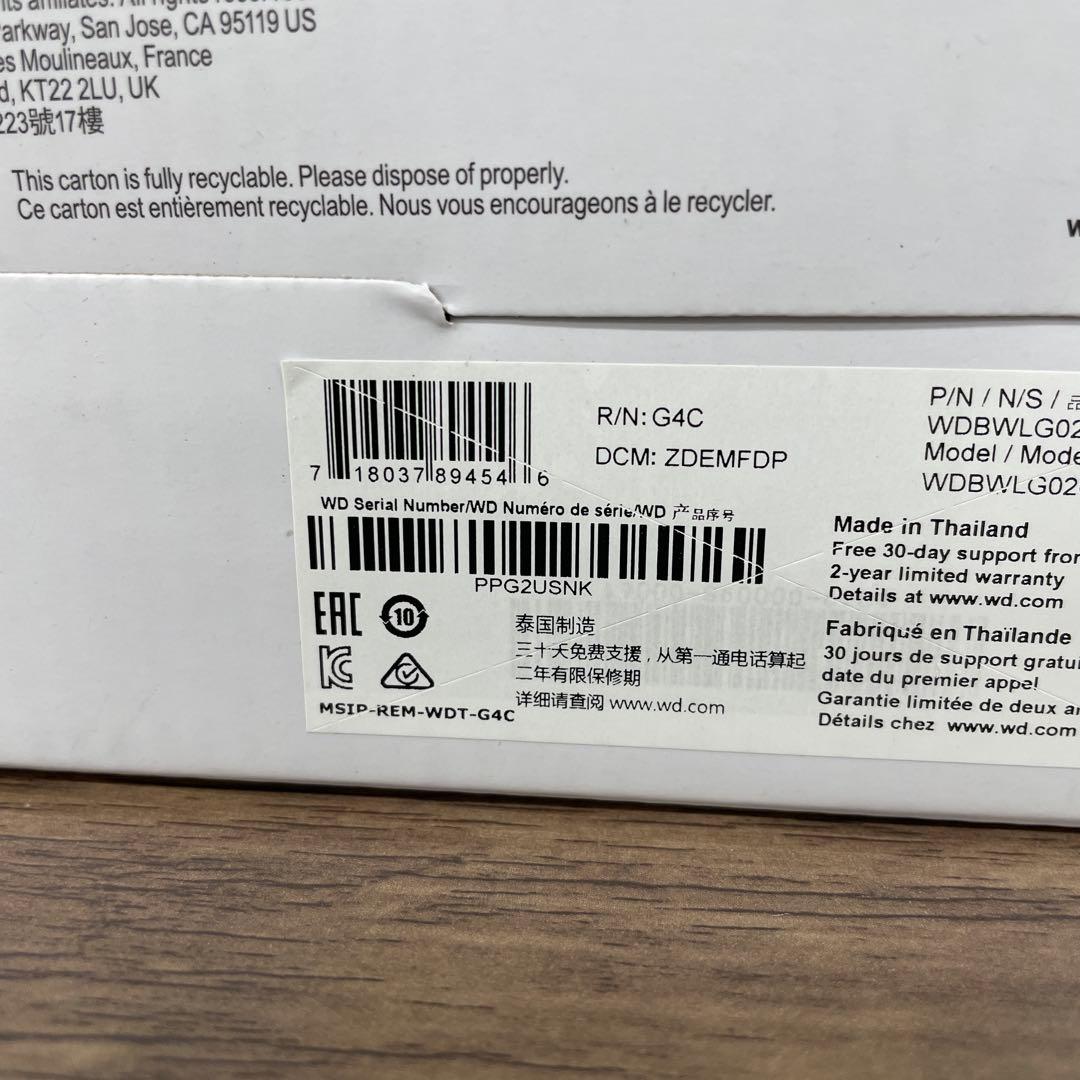 Parkway, San Jose, CA 95119 US
es Moulineaux, France
d, KT22 2LU, UK
223號17樓
This carton is fully recyclable. Please dispose of properly.
Ce carton est entièrement recyclable. Nous vous encourageons à le recycler.
7 18037 89454 6
R/N: G4C
DCM: ZDEMFDP
WD Serial Number/WD Numéro de série/WD 产品序号
PPG2USNK
EAC
10
MSIP-REM-WDT-G4C
泰国制造
三十天免费支援，从第一通电话算起
二年有限保修期
详细请查阅 www.wd.com
P/N / N/S /
WDBWLG02
Model / Mode
WDBWLG02
Made in Thailand
Free 30-day support from
2-year limited warranty
Details at www.wd.com
Fabriqué en Thaïlande
30 jours de support gratui
date du premier appel
Garantie limitée de deux an
Détails chez www.wd.com